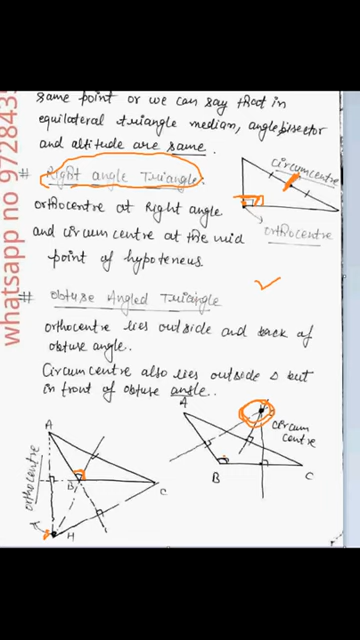 same point or we can say that in
equilateral triangle median, angle bisector
and altitude are same.
# Right angle Triangle.
circumcentre
orthocentre at Right angle
and circum centre at the mid
orthocentre
point of hypoteneus
# Obtuse Angled Triangle
orthocentre lies outside and back of
obtuse angle..
Circumcentre also lies outside Δ but
in front of obtuse angle..
A
circum
centre
B
C
A
orthocentre
B
C
H
whatsapp no 972843